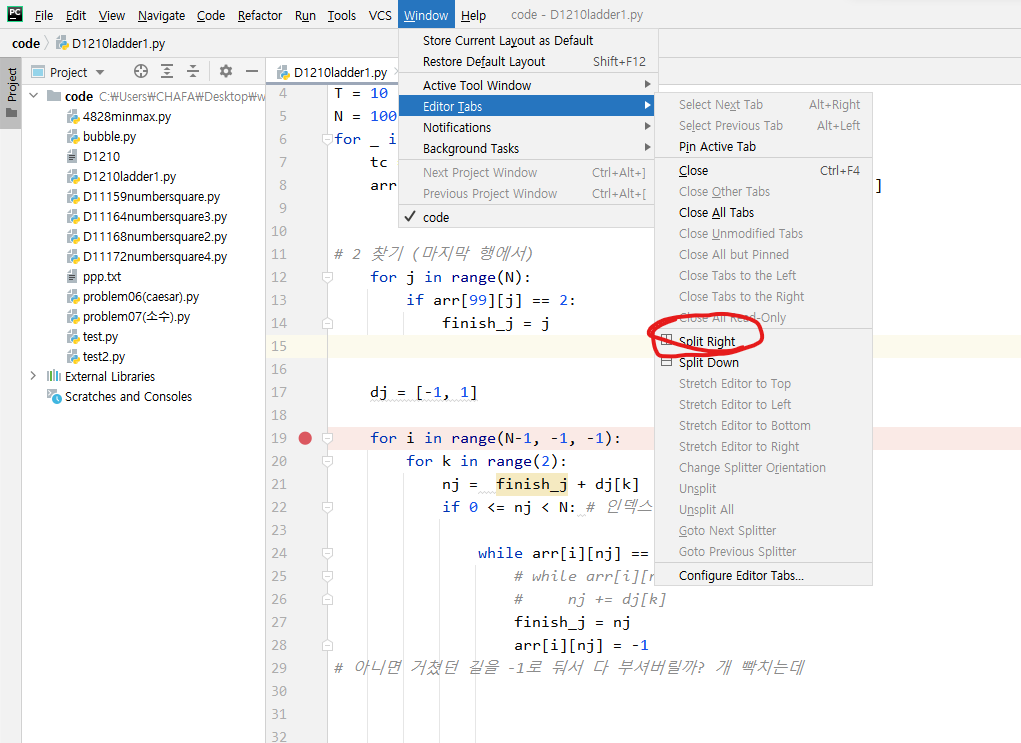 PC File Edit View Navigate Code Refactor Run Tools VCS Window Help code - D1210ladder1.py
code D1210ladder1.py
Project
Project
code C:\Users\CHAFA\Desktop\w
4828minmax.py
bubble.py
D1210
D1210ladder1.py
D11159numbersquare.py
D11164numbersquare3.py
D11168numbersquare2.py
D11172numbersquare4.py
ppp.txt
problem06(caesar).py
problem07(소수).py
test.py
test2.py
External Libraries
Scratches and Consoles
D1210ladder1.py
4 T = 10
5 N = 100
6 for _ i
7 tc
8 arr ]
9
10
11 # 2 찾기 (마지막 행에서)
12 for j in range(N):
13 if arr[99][j] == 2:
14 finish_j = j
15
16
17 dj = [-1, 1]
18
19 for i in range(N-1, -1, -1):
20 for k in range(2):
21 nj = finish_j + dj[k]
22 if 0 <= nj < N: # 인덱스
23
24 while arr[i][nj] ==
25 # while arr[i][n
26 # nj += dj[k]
27 finish_j = nj
28 arr[i][nj] = -1
29 # 아니면 거쳤던 길을 -1로 둬서 다 부셔버릴까? 개 빡치는데
30
31
32
Store Current Layout as Default
Restore Default Layout Shift+F12
Active Tool Window
Editor Tabs
Notifications
Background Tasks
Next Project Window Ctrl+Alt+]
Previous Project Window Ctrl+Alt+[
code
Select Next Tab Alt+Right
Select Previous Tab Alt+Left
Pin Active Tab
Close Ctrl+F4
Close Other Tabs
Close All Tabs
Close Unmodified Tabs
Close All but Pinned
Close Tabs to the Left
Close Tabs to the Right
Close All Read-Only
Split Right
Split Down
Stretch Editor to Top
Stretch Editor to Left
Stretch Editor to Bottom
Stretch Editor to Right
Change Splitter Orientation
Unsplit
Unsplit All
Goto Next Splitter
Goto Previous Splitter
Configure Editor Tabs...